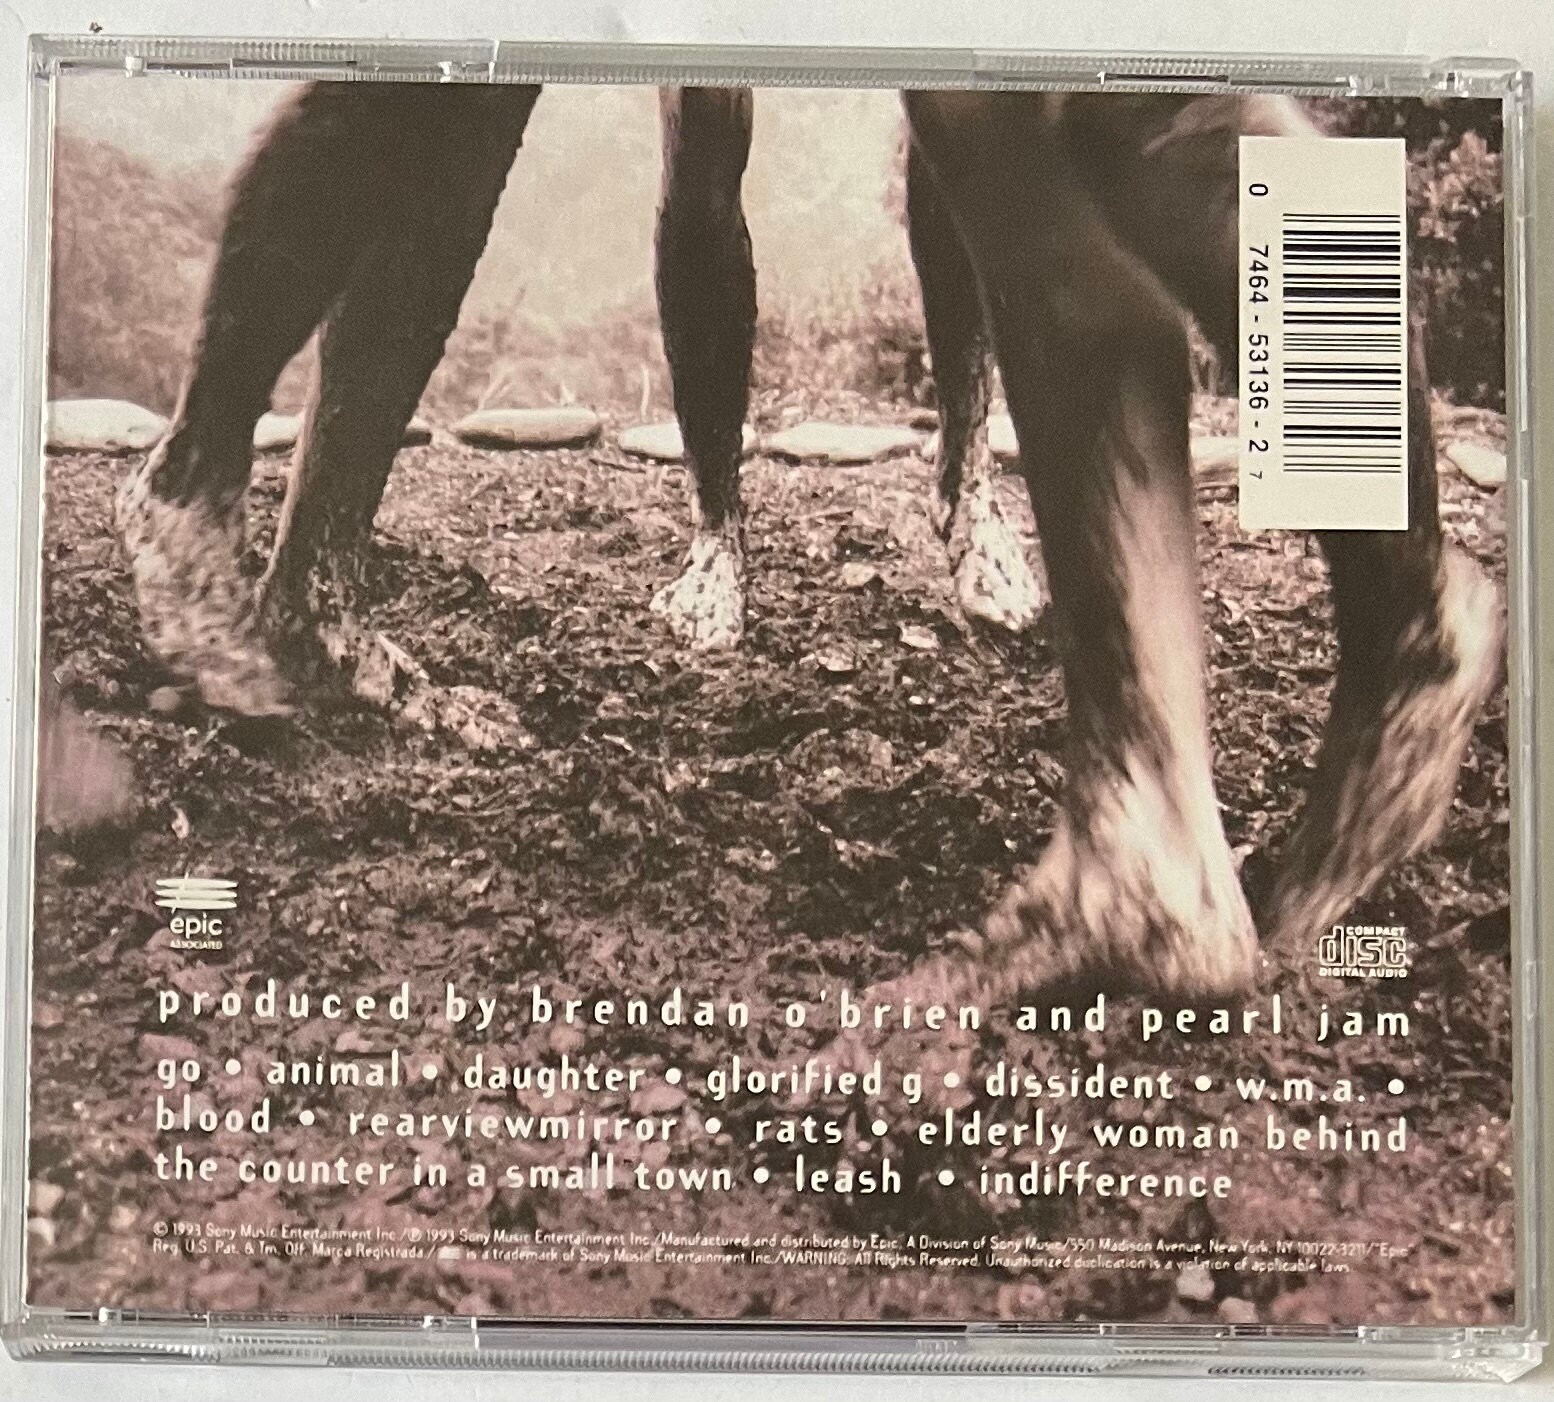 0 7464-53136-2 7
epic
ASSOCIATED
COMPACT
disc
DIGITAL AUDIO
produced by brendan o'brien and pearl jam
go • animal • daughter • glorified g • dissident • w.m.a. •
blood • rearviewmirror • rats • elderly woman behind
the counter in a small town • leash • indifference
© 1993 Sony Music Entertainment Inc./℗ 1993 Sony Music Entertainment Inc./Manufactured and distributed by Epic, A Division of Sony Music/550 Madison Avenue, New York, NY 10022-3211/"Epic"
Reg. U.S. Pat. & Tm. Off. Marca Registrada./ is a trademark of Sony Music Entertainment Inc./WARNING: All Rights Reserved. Unauthorized duplication is a violation of applicable laws.